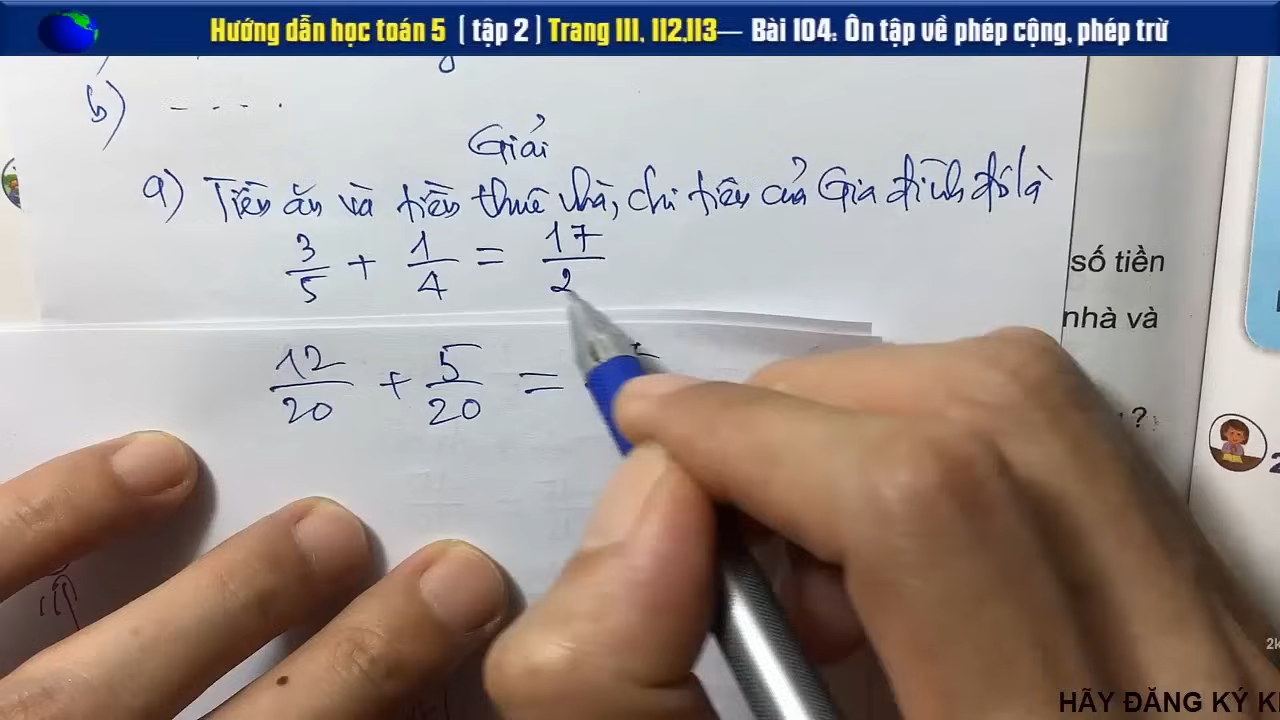 Hướng dẫn học toán 5 ( tập 2 ) Trang 111, 112,113— Bài 104: Ôn tập về phép cộng, phép trừ
b) - - - .
Giải
a) Tiền ăn và tiền thuê nhà, chi tiêu của Gia đình đó là
3/5 + 1/4 = 17/2
12/20 + 5/20 =
số tiền
nhà và
?
2
HÃY ĐĂNG KÝ K